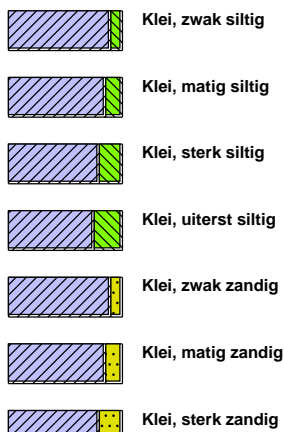 Klei, zwak siltig
Klei, matig siltig
Klei, sterk siltig
Klei, uiterst siltig
Klei, zwak zandig
Klei, matig zandig
Klei, sterk zandig